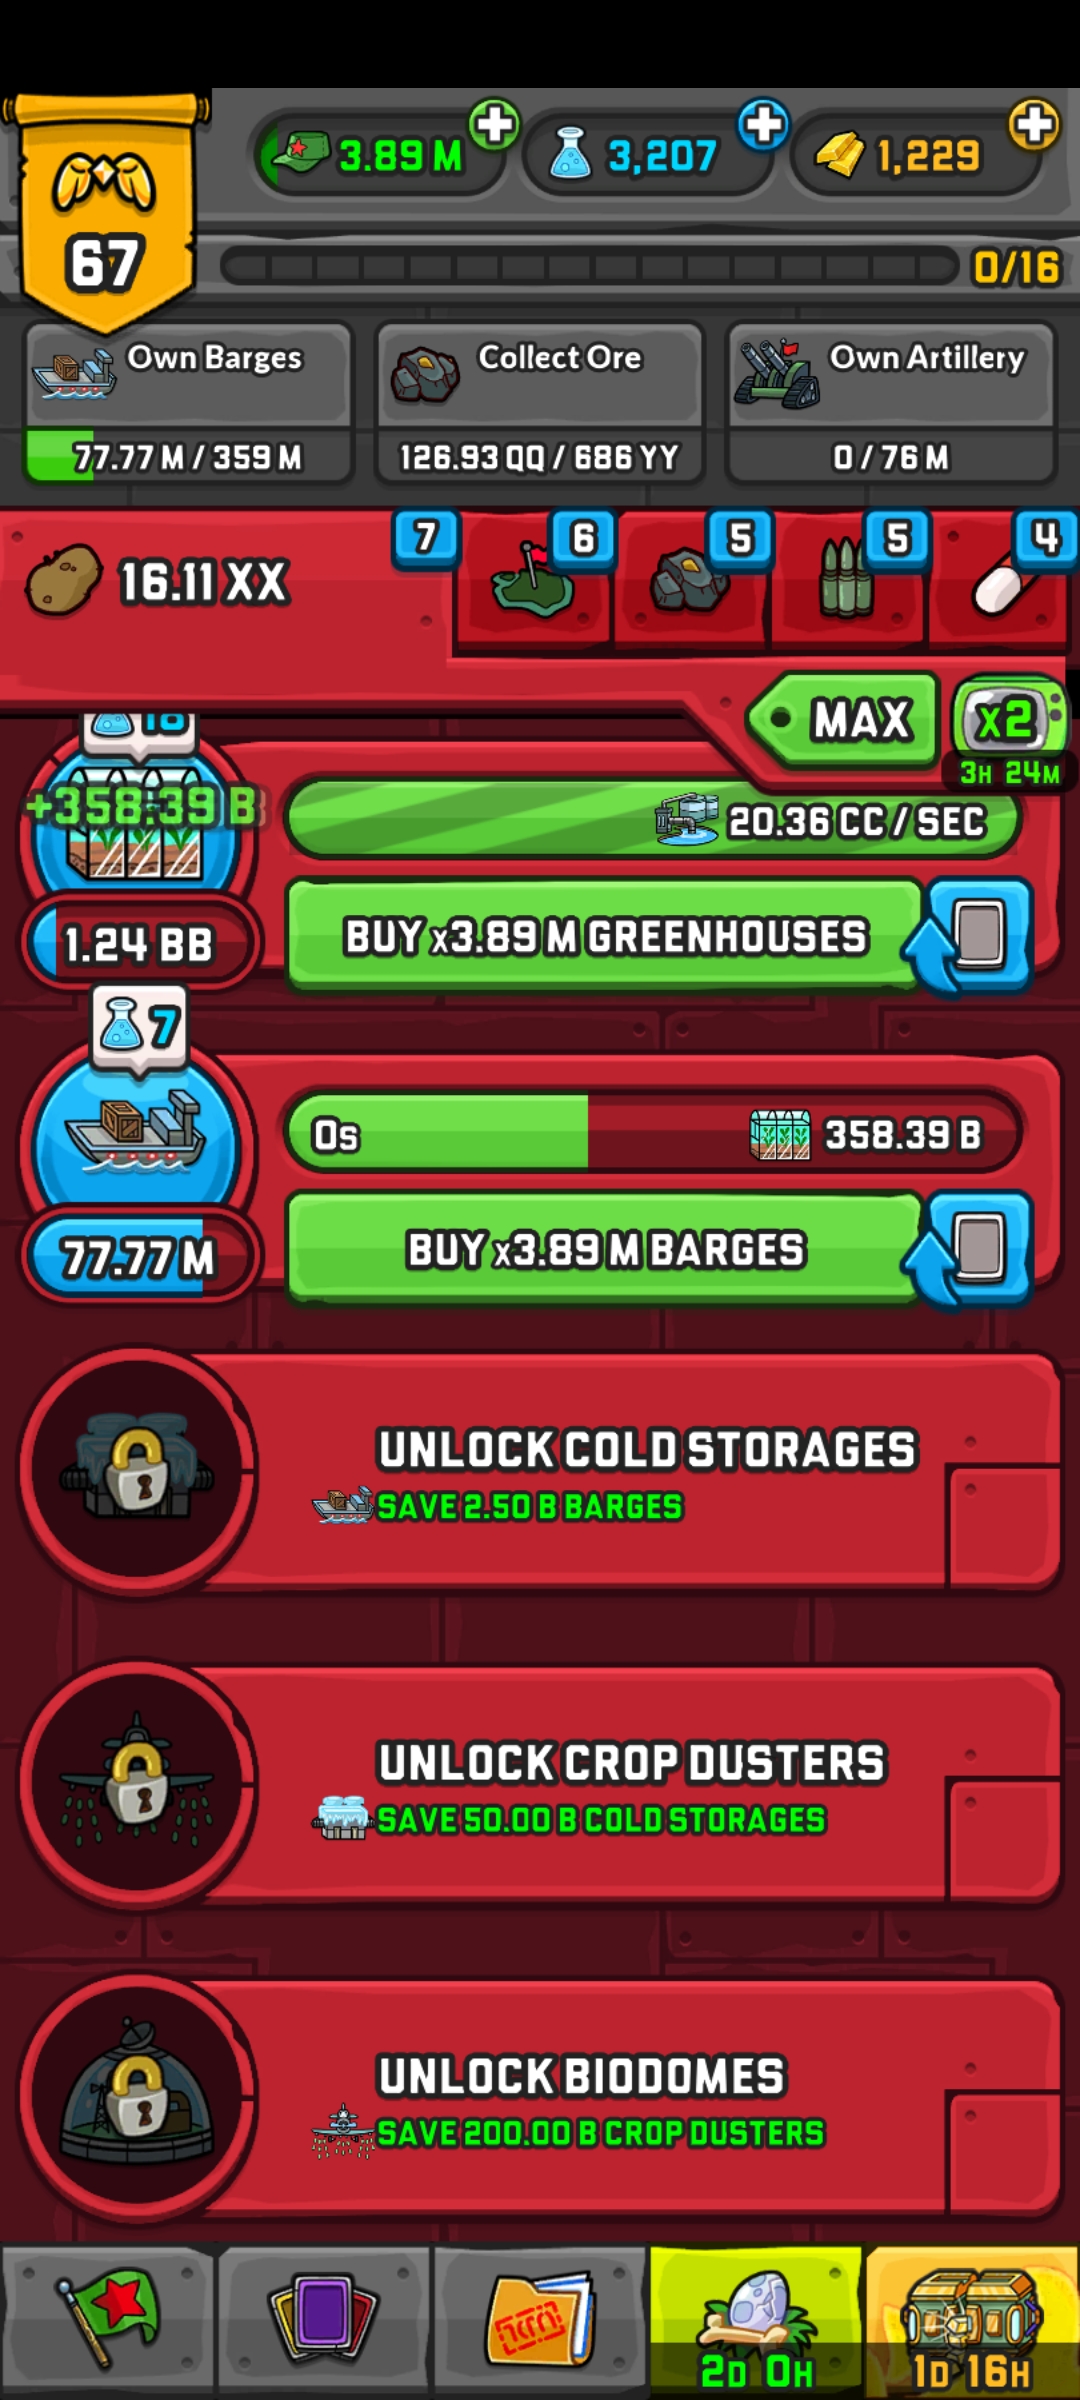 3.89 M
3,207
1,229
67
0/16
Own Barges
Collect Ore
Own Artillery
77.77 M / 359 M
126.93 QQ / 686 YY
0 / 76 M
7
6
5
5
4
16.11 XX
MAX
x2
3H 24M
18
+358.39 B
20.36 CC / SEC
1.24 BB
BUY x3.89 M GREENHOUSES
7
0s
358.39 B
77.77 M
BUY x3.89 M BARGES
UNLOCK COLD STORAGES
SAVE 2.50 B BARGES
UNLOCK CROP DUSTERS
SAVE 50.00 B COLD STORAGES
UNLOCK BIODOMES
SAVE 200.00 B CROP DUSTERS
2D 0H
1D 16H